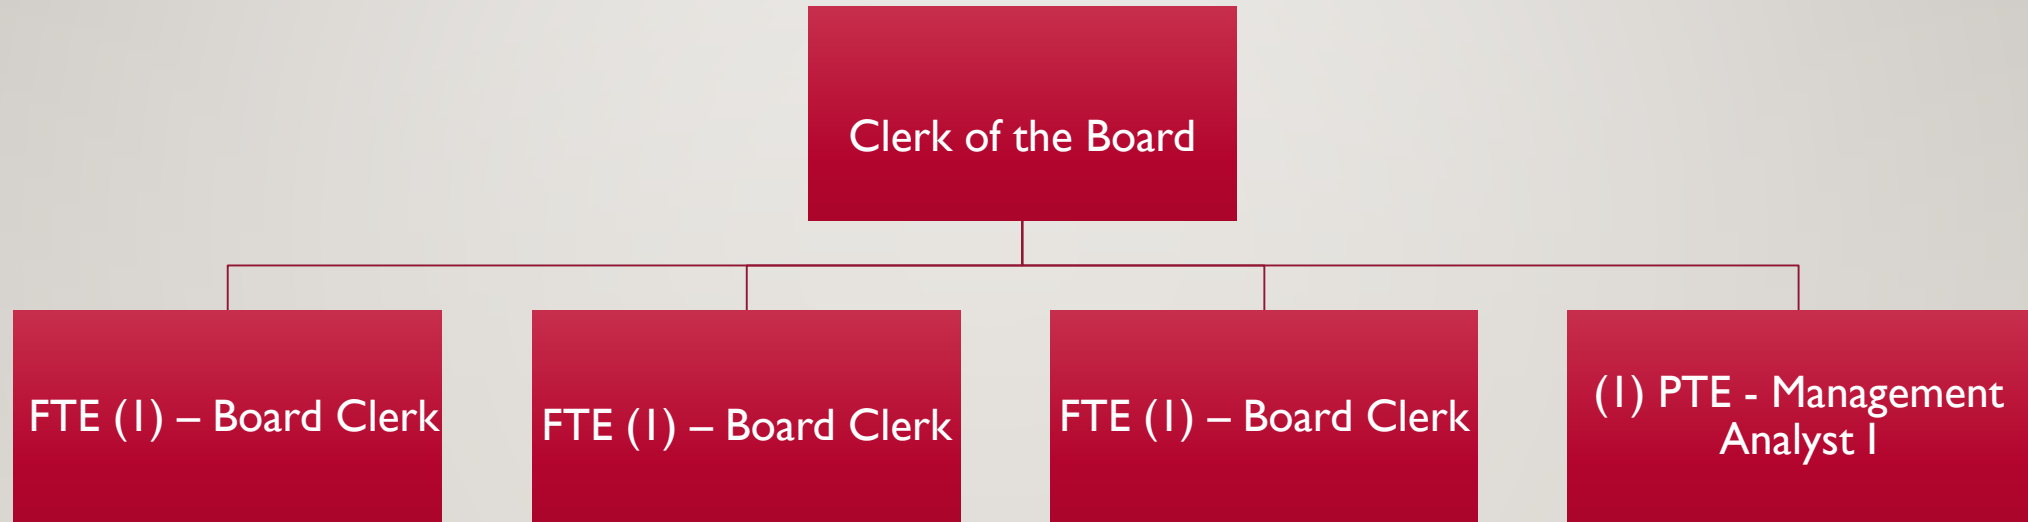 Clerk of the Board
FTE (1) – Board Clerk
FTE (1) – Board Clerk
FTE (1) – Board Clerk
(1) PTE - Management
Analyst I